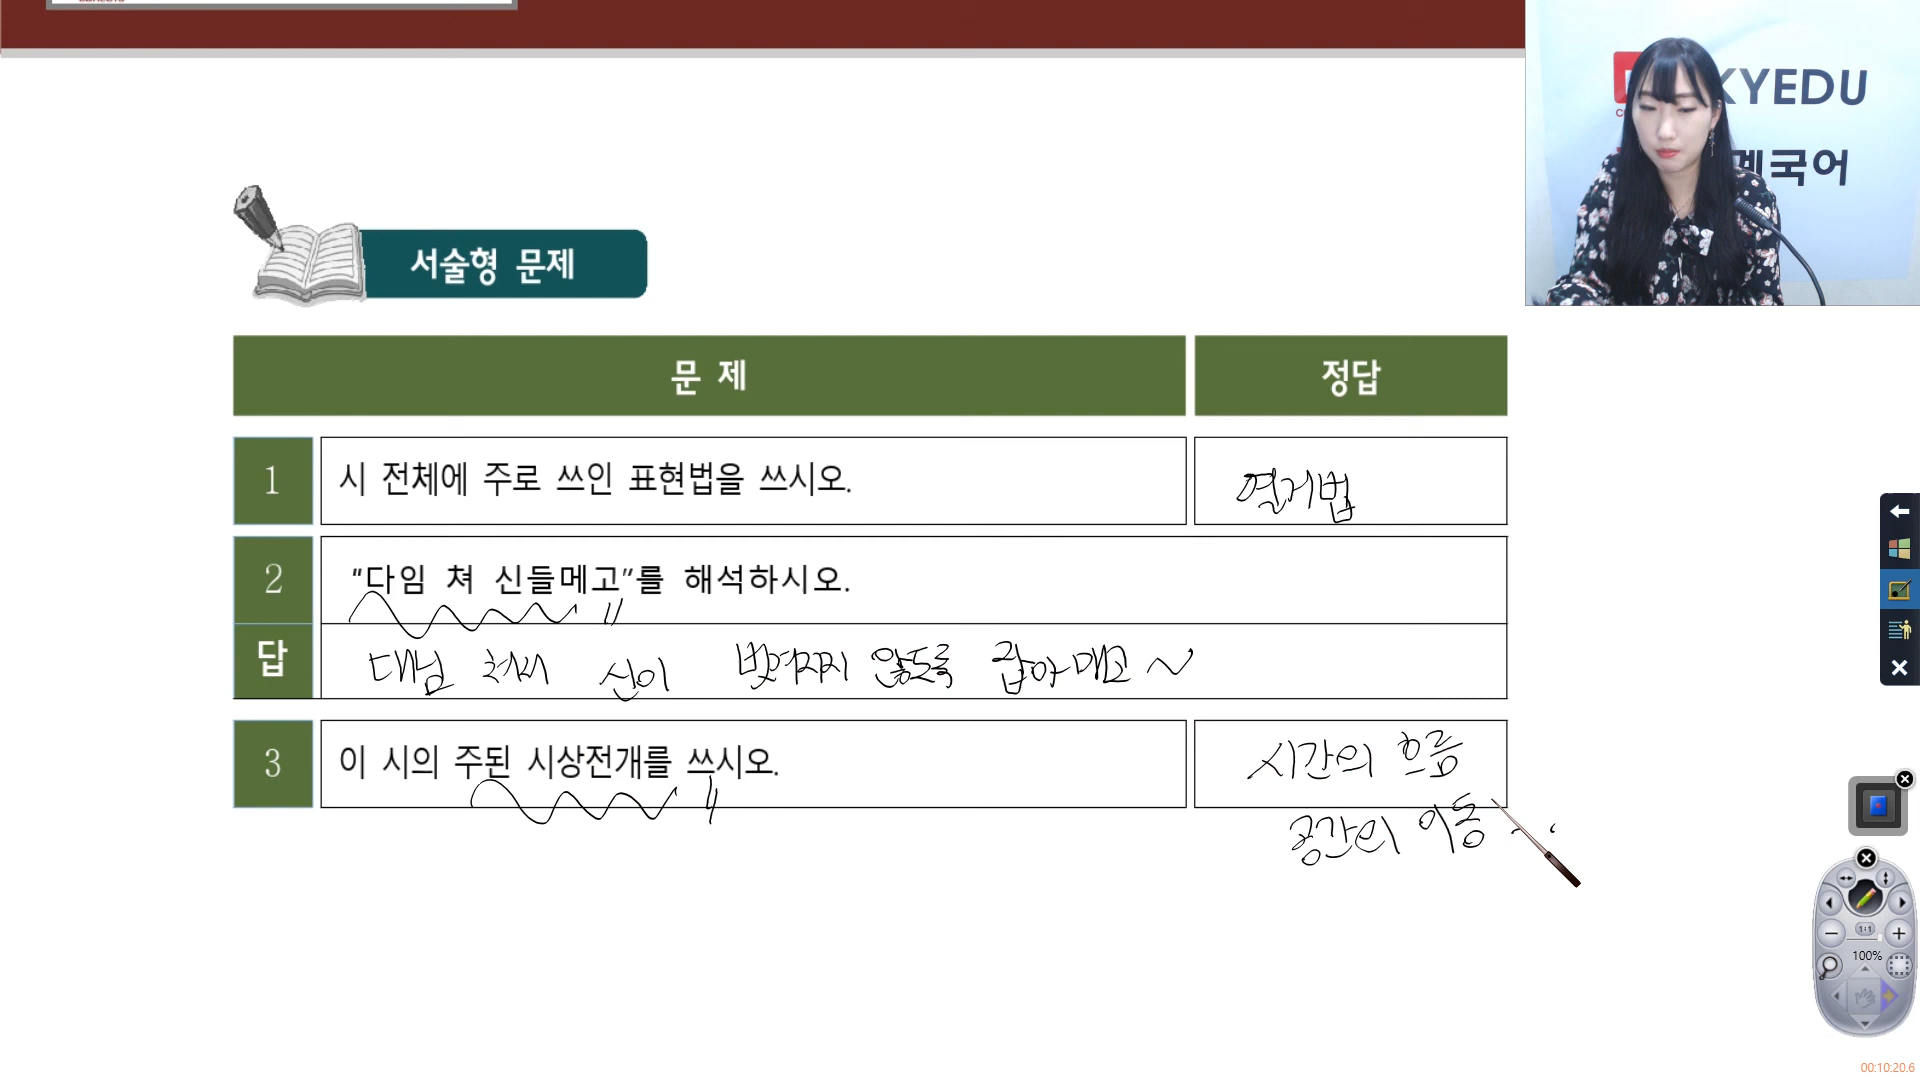 KYEDU
계국어
서술형 문제
문 제 정답
1 시 전체에 주로 쓰인 표현법을 쓰시오. 열거법
2 "다임 쳐 신들메고"를 해석하시오.
답 대님 쳐서 신이 벗겨지지 않도록 잡아매고 ~
3 이 시의 주된 시상전개를 쓰시오. 시간의 흐름
공간의 이동
1:1
100%
00:10:20.6